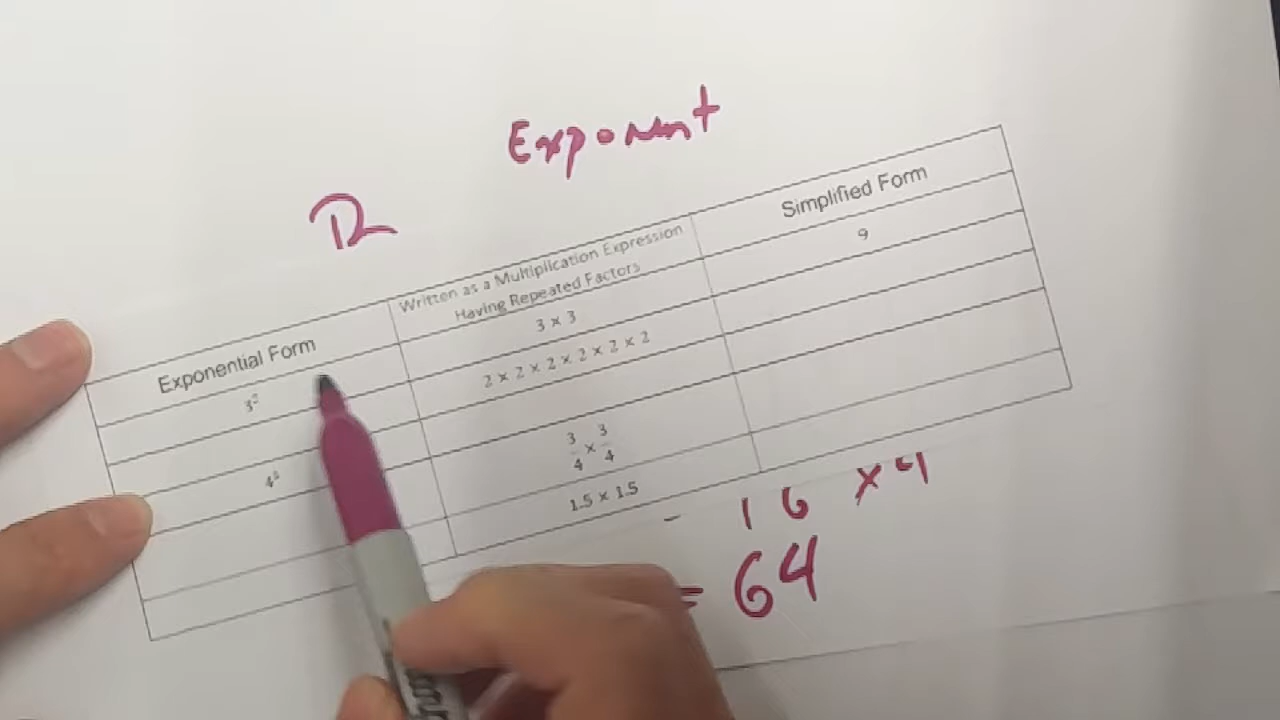 Exponent
Exponential Form
Written as a Multiplication Expression
Having Repeated Factors
Simplified Form
3²
3 × 3
9
2 × 2 × 2 × 2 × 2 × 2
3/4 × 3/4
1.5 × 1.5
16 × 4
= 64